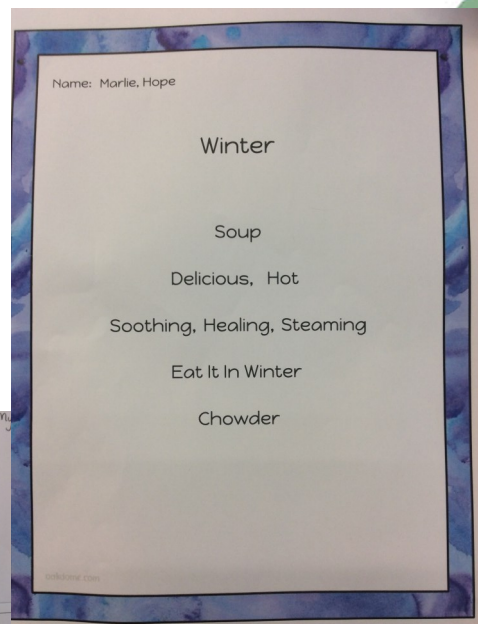 Name: Marlie, Hope
Winter
Soup
Delicious, Hot
Soothing, Healing, Steaming
Eat It In Winter
Chowder